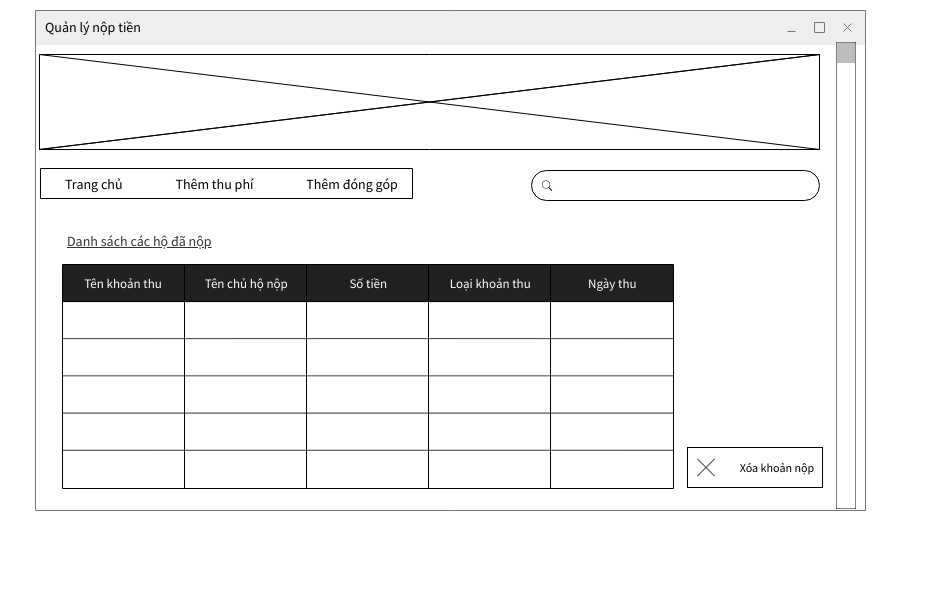 Quản lý nộp tiền
Trang chủ Thêm thu phí Thêm đóng góp
Danh sách các hộ đã nộp
Tên khoản thu Tên chủ hộ nộp Số tiền Loại khoản thu Ngày thu
Xóa khoản nộp